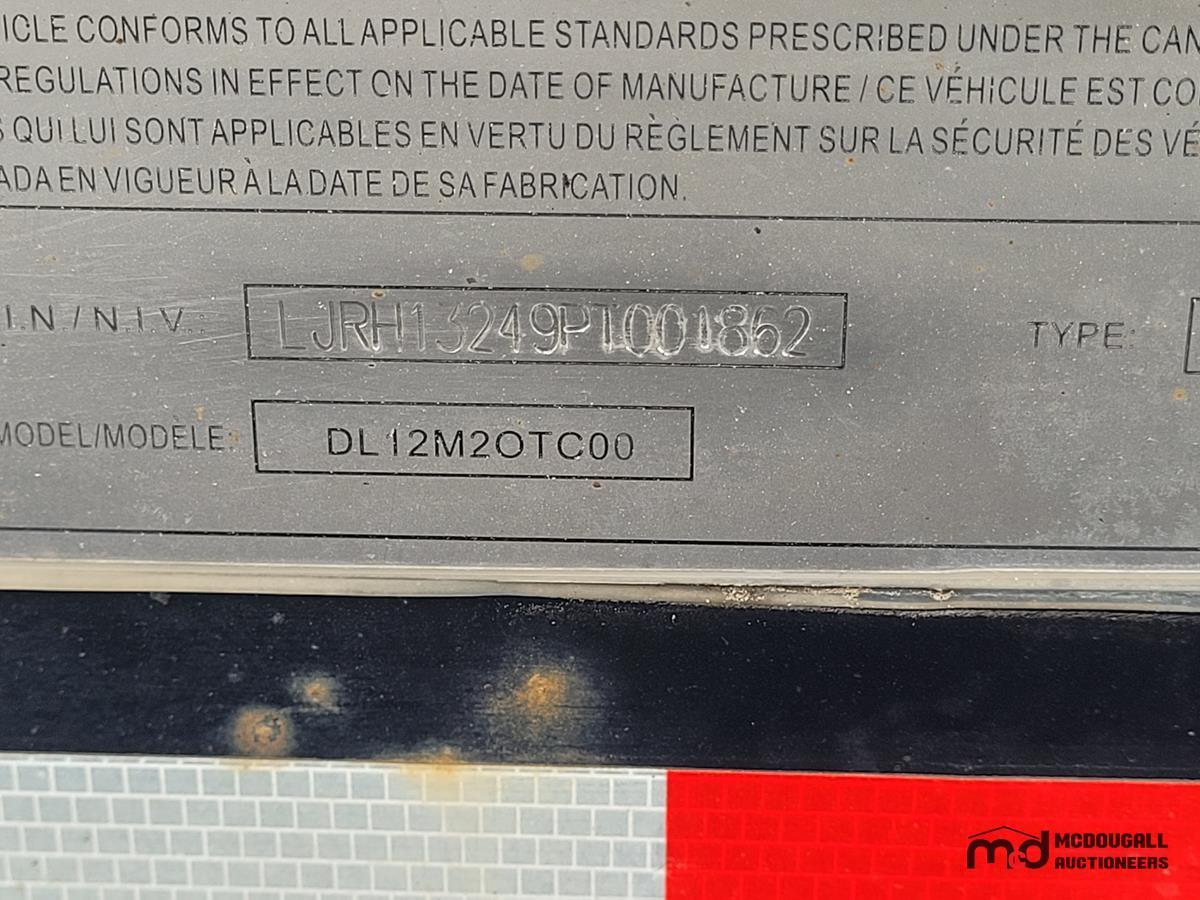 ICLE CONFORMS TO ALL APPLICABLE STANDARDS PRESCRIBED UNDER THE CAN
REGULATIONS IN EFFECT ON THE DATE OF MANUFACTURE / CE VÉHICULE EST CO
S QUI LUI SONT APPLICABLES EN VERTU DU RÈGLEMENT SUR LA SÉCURITÉ DES VÉ
ADA EN VIGUEUR À LA DATE DE SA FABRICATION.
I.N. / N.I.V.: LJRH13249PT001862 TYPE:
MODEL/MODÈLE: DL12M2OTC00
m&d MCDOUGALL
AUCTIONEERS